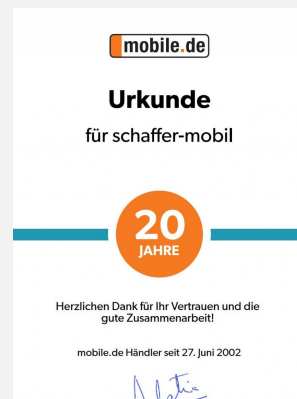 mobile.de
Urkunde
für schaffer-mobil
20
JAHRE
Herzlichen Dank für Ihr Vertrauen und die
gute Zusammenarbeit!
mobile.de Händler seit 27. Juni 2002